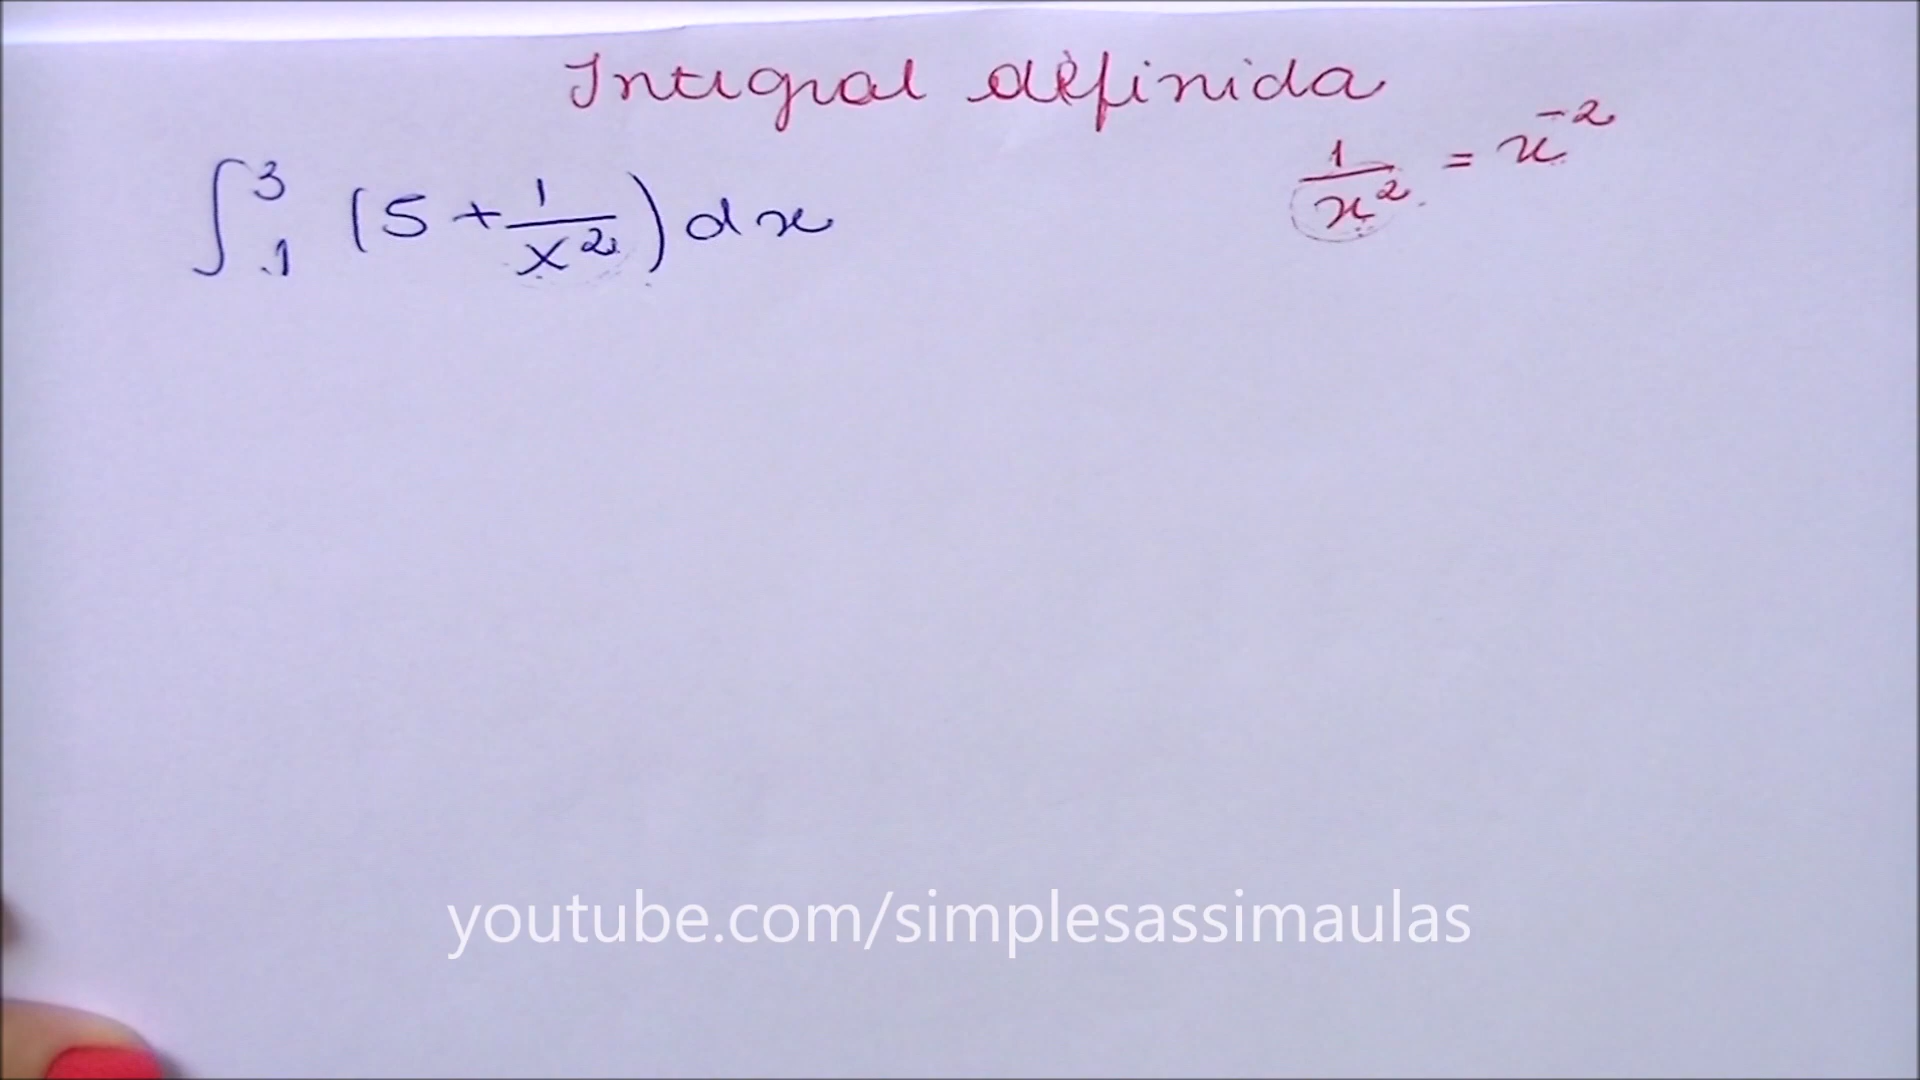 Integral definida
1/x² = x⁻²
∫₁³ (5 + 1/x²) dx
youtube.com/simplesassimaulas